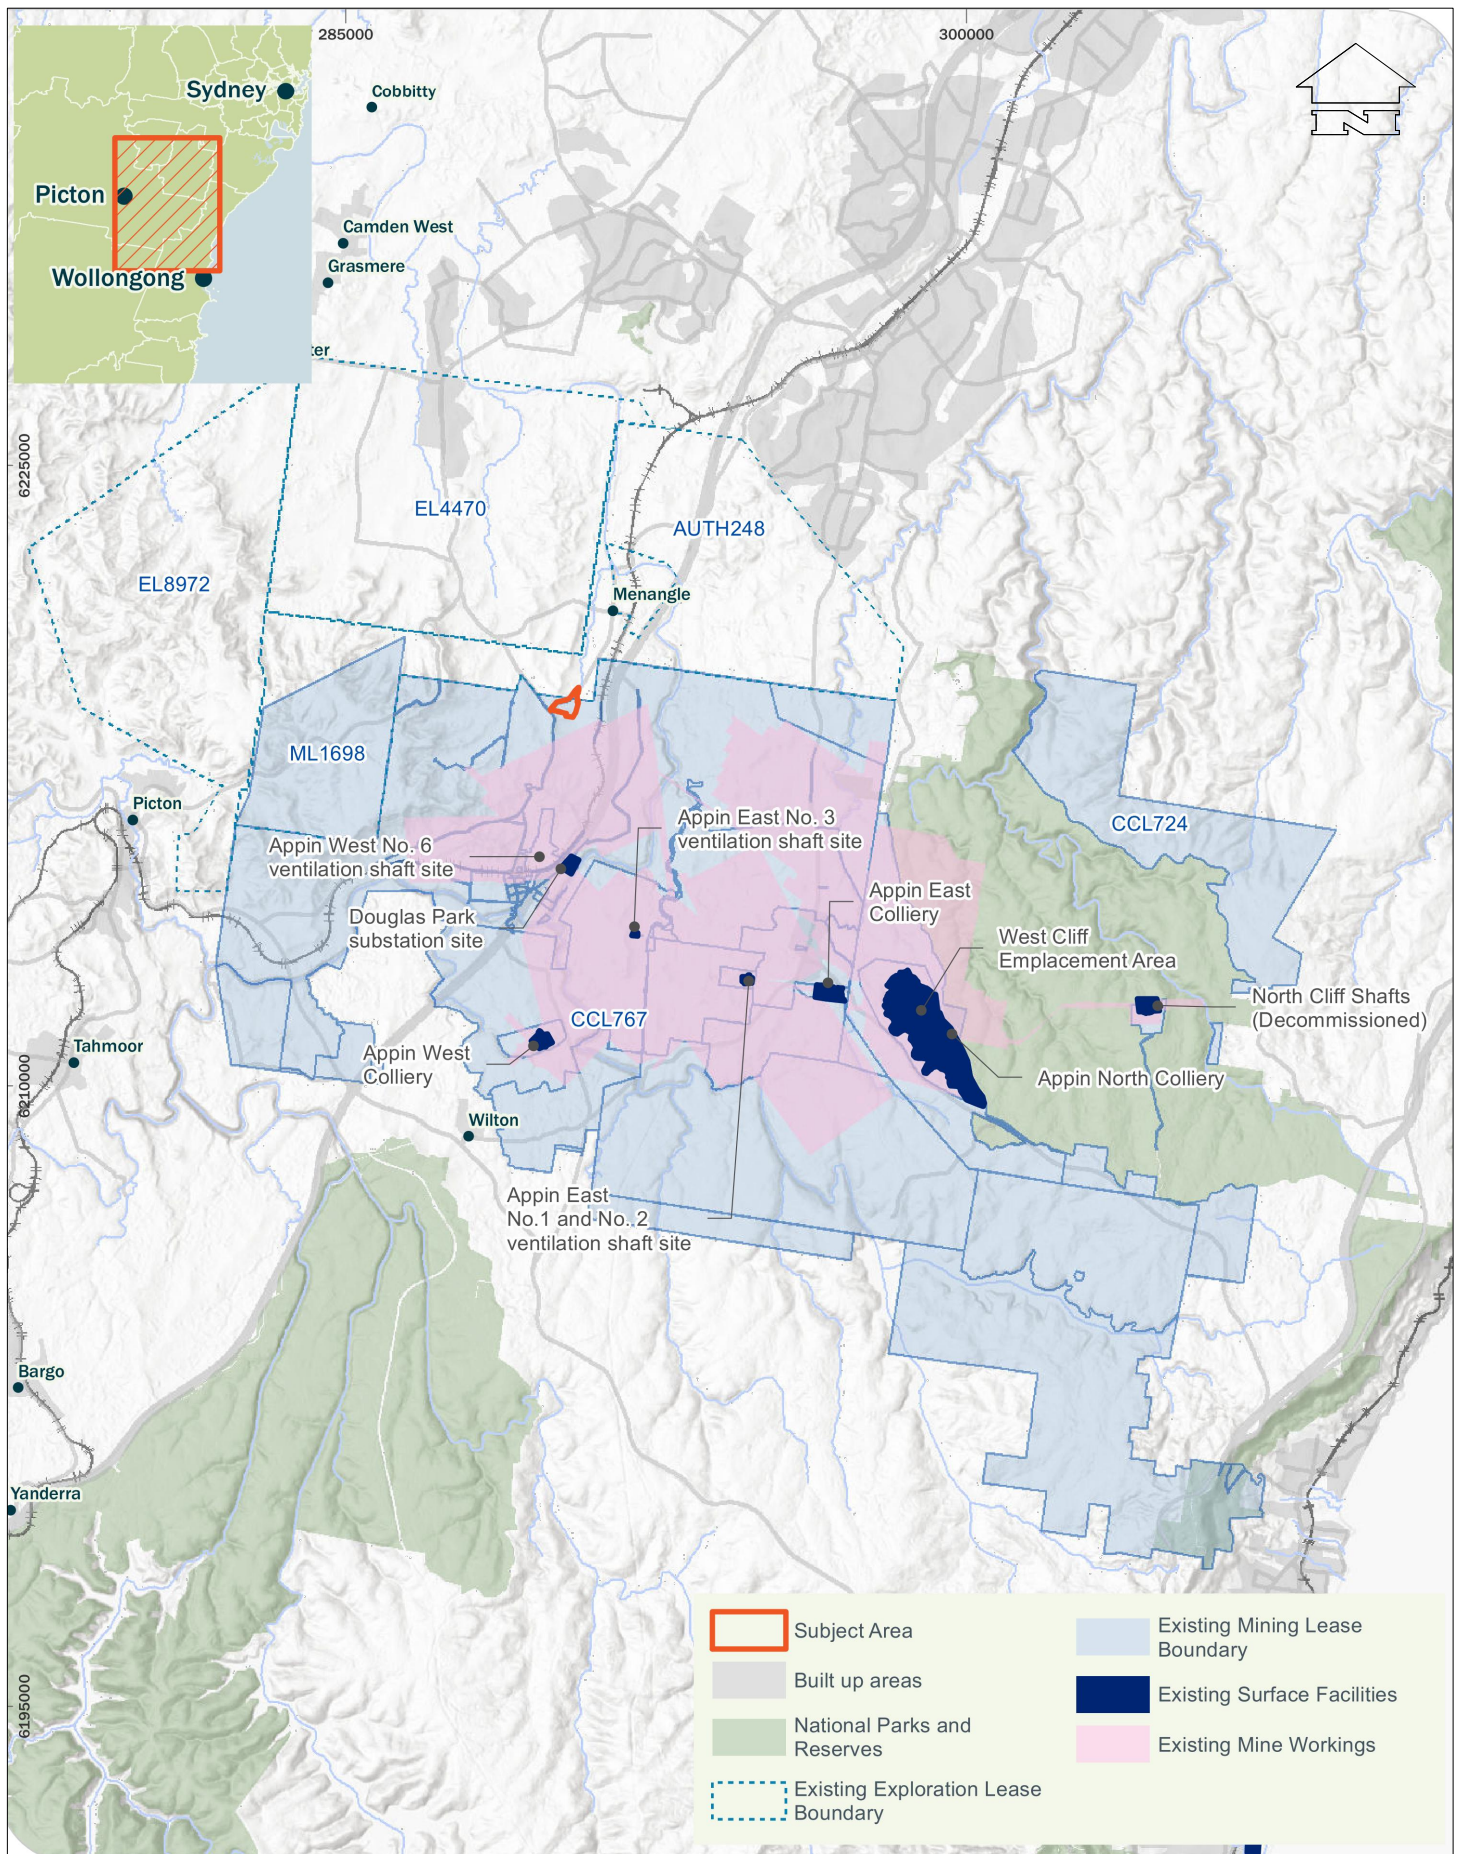 285000
300000
Sydney
Picton
Wollongong
N
Cobbitty
Camden West
Grasmere
ter
6225000
EL4470
AUTH248
EL8972
Menangle
ML1698
Picton
CCL724
Appin East No. 3
ventilation shaft site
Appin West No. 6
ventilation shaft site
Appin East
Colliery
Douglas Park
substation site
West Cliff
Emplacement Area
North Cliff Shafts
(Decommissioned)
CCL767
Tahmoor
Appin West
Colliery
Appin North Colliery
6210000
Wilton
Appin East
No.1 and No. 2
ventilation shaft site
Bargo
Yanderra
6195000
Subject Area
Built up areas
National Parks and
Reserves
Existing Exploration Lease
Boundary
Existing Mining Lease
Boundary
Existing Surface Facilities
Existing Mine Workings